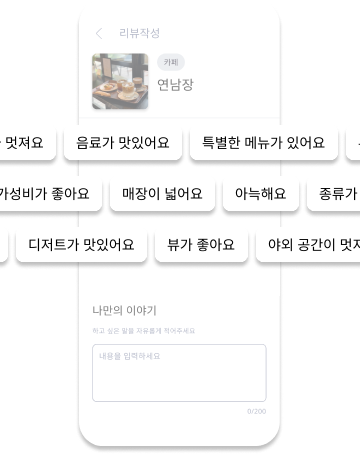 리뷰작성
카페
연남장
멋져요 음료가 맛있어요 특별한 메뉴가 있어요
가성비가 좋아요 매장이 넓어요 아늑해요 종류가
디저트가 맛있어요 뷰가 좋아요 야외 공간이 멋져
나만의 이야기
하고 싶은 말을 자유롭게 적어주세요
내용을 입력하세요
0/200